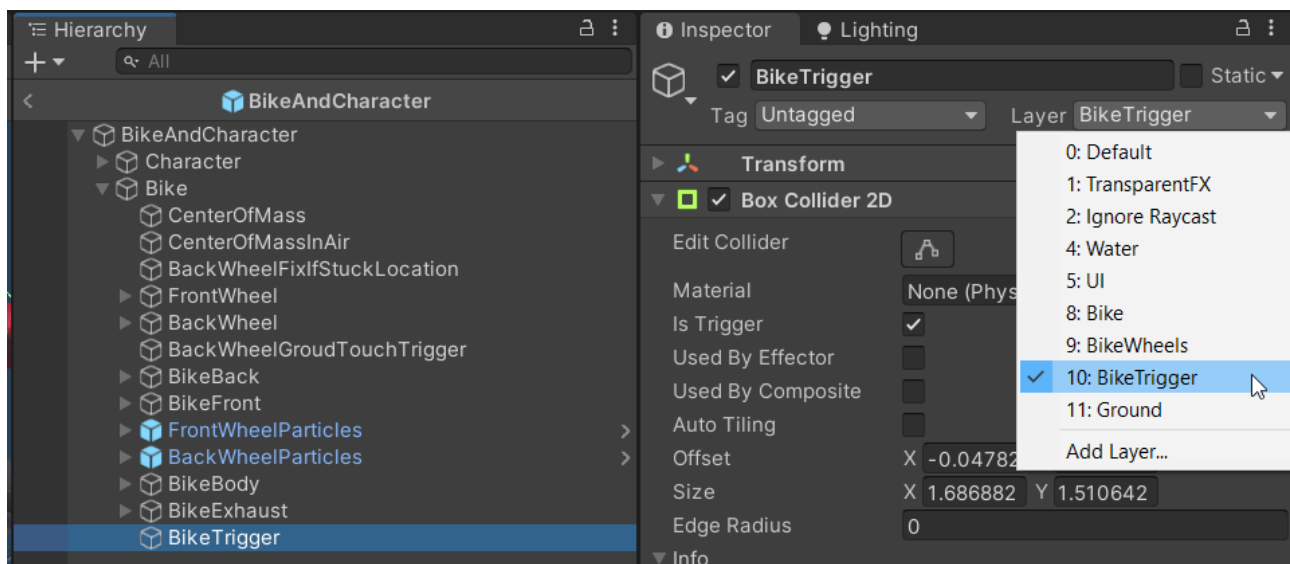 Hierarchy
All
BikeAndCharacter
BikeAndCharacter
Character
Bike
CenterOfMass
CenterOfMassInAir
BackWheelFixIfStuckLocation
FrontWheel
BackWheel
BackWheelGroudTouchTrigger
BikeBack
BikeFront
FrontWheelParticles
BackWheelParticles
BikeBody
BikeExhaust
BikeTrigger
Inspector Lighting
BikeTrigger Static
Tag Untagged Layer BikeTrigger
Transform
Box Collider 2D
Edit Collider
Material None (Phys
Is Trigger
Used By Effector
Used By Composite
Auto Tiling
Offset X -0.04782
Size X 1.686882 Y 1.510642
Edge Radius 0
Info
0: Default
1: TransparentFX
2: Ignore Raycast
4: Water
5: UI
8: Bike
9: BikeWheels
10: BikeTrigger
11: Ground
Add Layer...